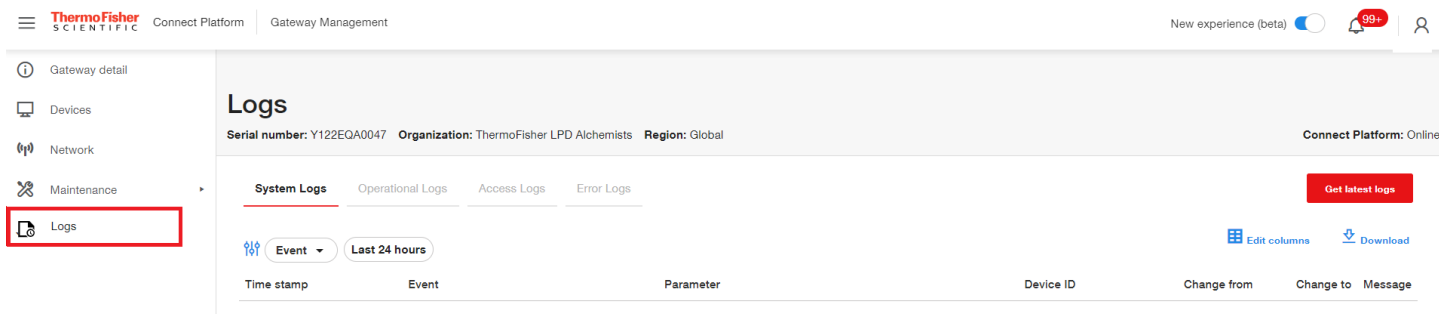 ThermoFisher
SCIENTIFIC
Connect Platform
Gateway Management
New experience (beta)
99+
Gateway detail
Devices
Network
Maintenance
Logs
Logs
Serial number: Y122EQA0047 Organization: ThermoFisher LPD Alchemists Region: Global
Connect Platform: Online
System Logs Operational Logs Access Logs Error Logs
Get latest logs
Event Last 24 hours
Edit columns Download
Time stamp Event Parameter Device ID Change from Change to Message